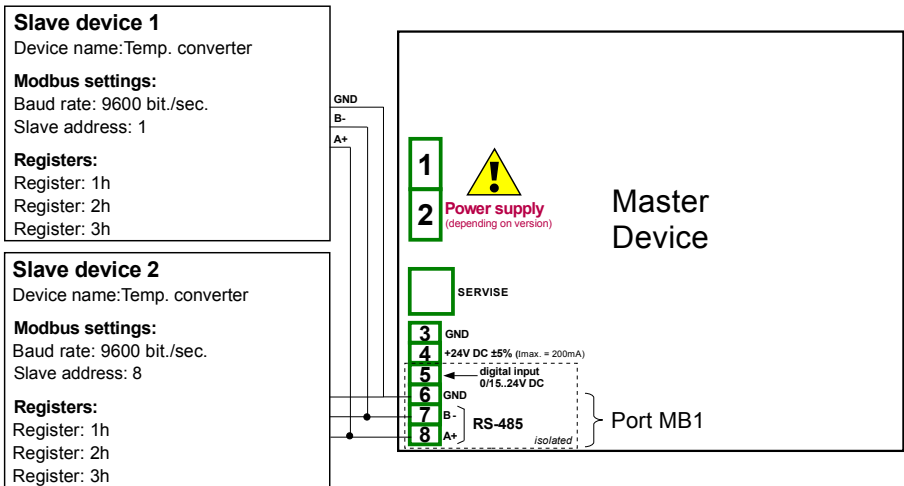 Slave device 1
Device name:Temp. converter
Modbus settings:
Baud rate: 9600 bit./sec.
Slave address: 1
Registers:
Register: 1h
Register: 2h
Register: 3h
GND
B-
A+
Slave device 2
Device name:Temp. converter
Modbus settings:
Baud rate: 9600 bit./sec.
Slave address: 8
Registers:
Register: 1h
Register: 2h
Register: 3h
1
!
2
Power supply
(depending on version)
Master
Device
SERVISE
3 GND
4 +24V DC ±5% (Imax. = 200mA)
5 digital input
0/15..24V DC
6 GND
7 B -
8 A+
RS-485
isolated
Port MB1